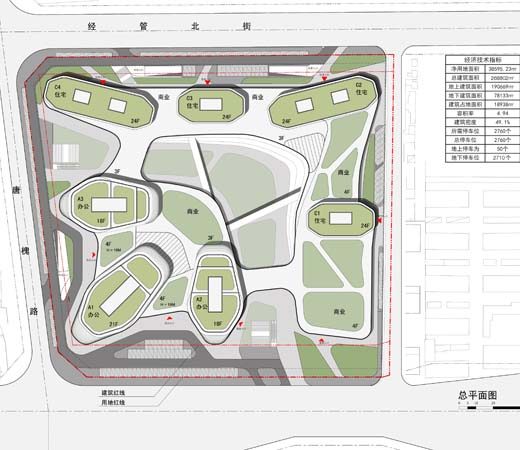 经 管 北 街
唐 槐 路
经济技术指标
净用地面积 38595.23㎡
总建筑面积 268802㎡
地上建筑面积 190669㎡
地下建筑面积 78133㎡
建筑占地面积 18938㎡
容积率 4.94
建筑密度 49.1%
所需停车位 2760个
总停车位 2760个
地上停车为 50个
地下停车位 2710个
C4
住宅
24F
商业
C3
住宅
24F
商业
C2
住宅
24F
3F
3F
商业
4F
A3
办公
18F
商业
3F
C1
住宅
24F
4F
A1
办公
21F
4F
A2
办公
18F
商业
4F
建筑红线
用地红线
总平面图